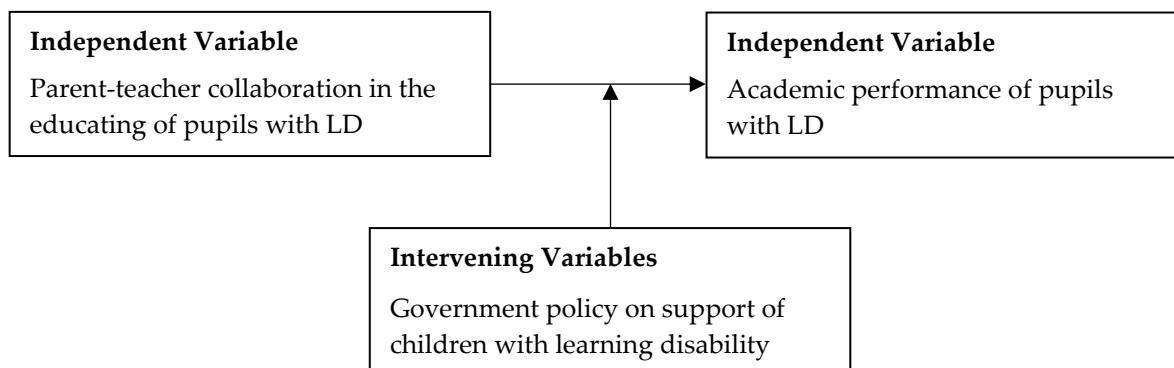 Independent Variable
Parent-teacher collaboration in the
educating of pupils with LD
Independent Variable
Academic performance of pupils
with LD
Intervening Variables
Government policy on support of
children with learning disability